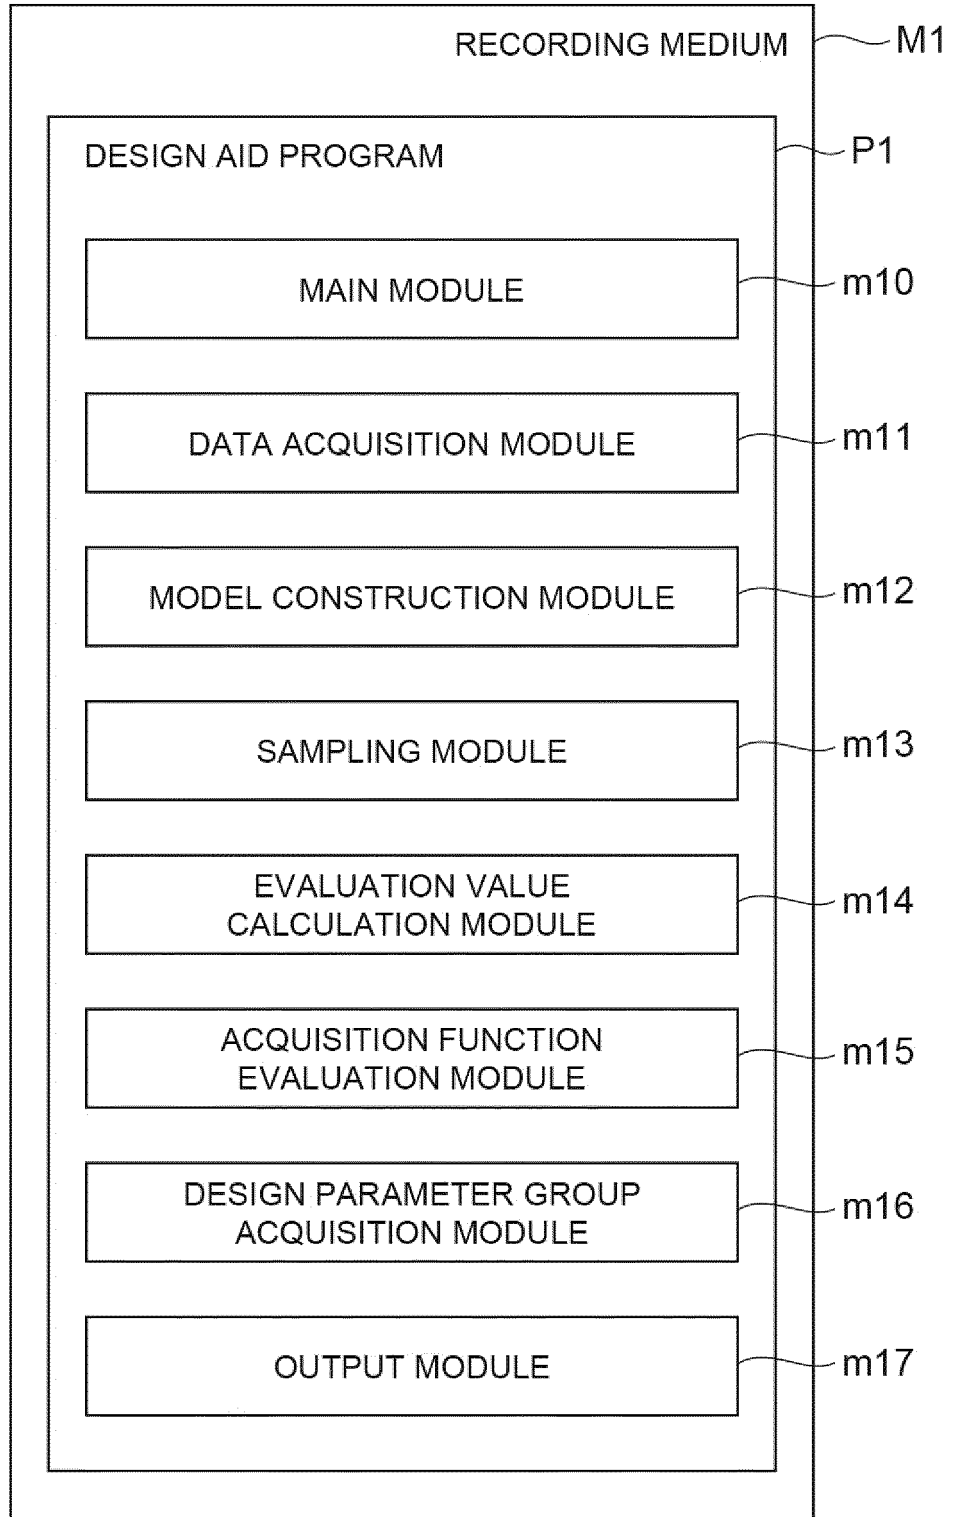 RECORDING MEDIUM
M1
DESIGN AID PROGRAM
P1
MAIN MODULE
m10
DATA ACQUISITION MODULE
m11
MODEL CONSTRUCTION MODULE
m12
SAMPLING MODULE
m13
EVALUATION VALUE
CALCULATION MODULE
m14
ACQUISITION FUNCTION
EVALUATION MODULE
m15
DESIGN PARAMETER GROUP
ACQUISITION MODULE
m16
OUTPUT MODULE
m17